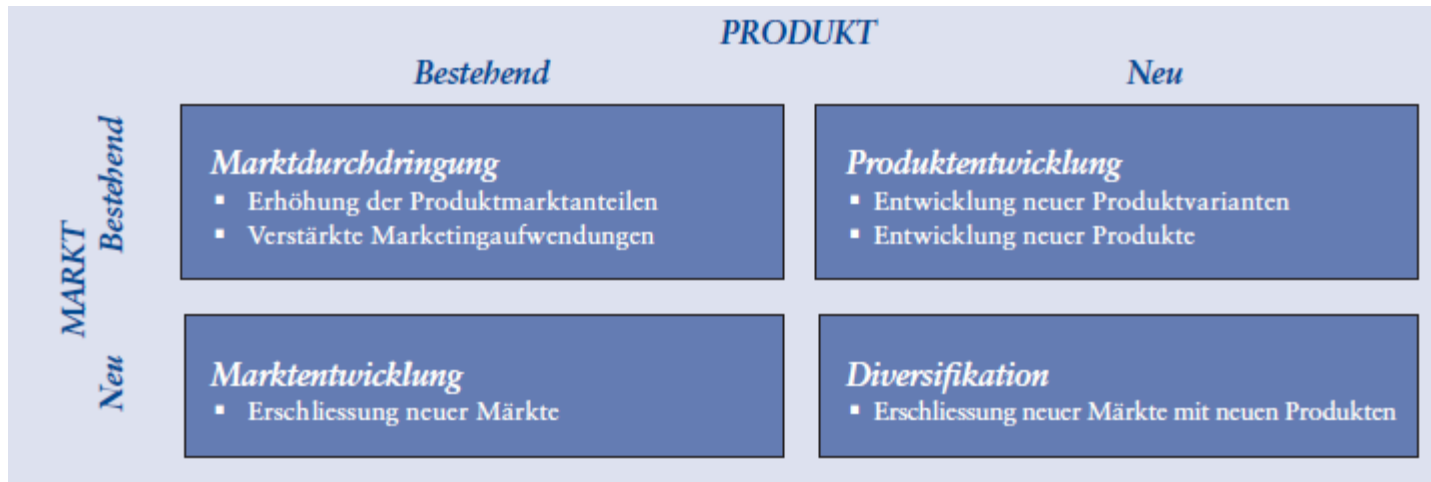 PRODUKT
Bestehend
Neu
MARKT
Bestehend
Marktdurchdringung
▪ Erhöhung der Produktmarktanteilen
▪ Verstärkte Marketingaufwendungen
Produktentwicklung
▪ Entwicklung neuer Produktvarianten
▪ Entwicklung neuer Produkte
Neu
Marktentwicklung
▪ Erschliessung neuer Märkte
Diversifikation
▪ Erschliessung neuer Märkte mit neuen Produkten